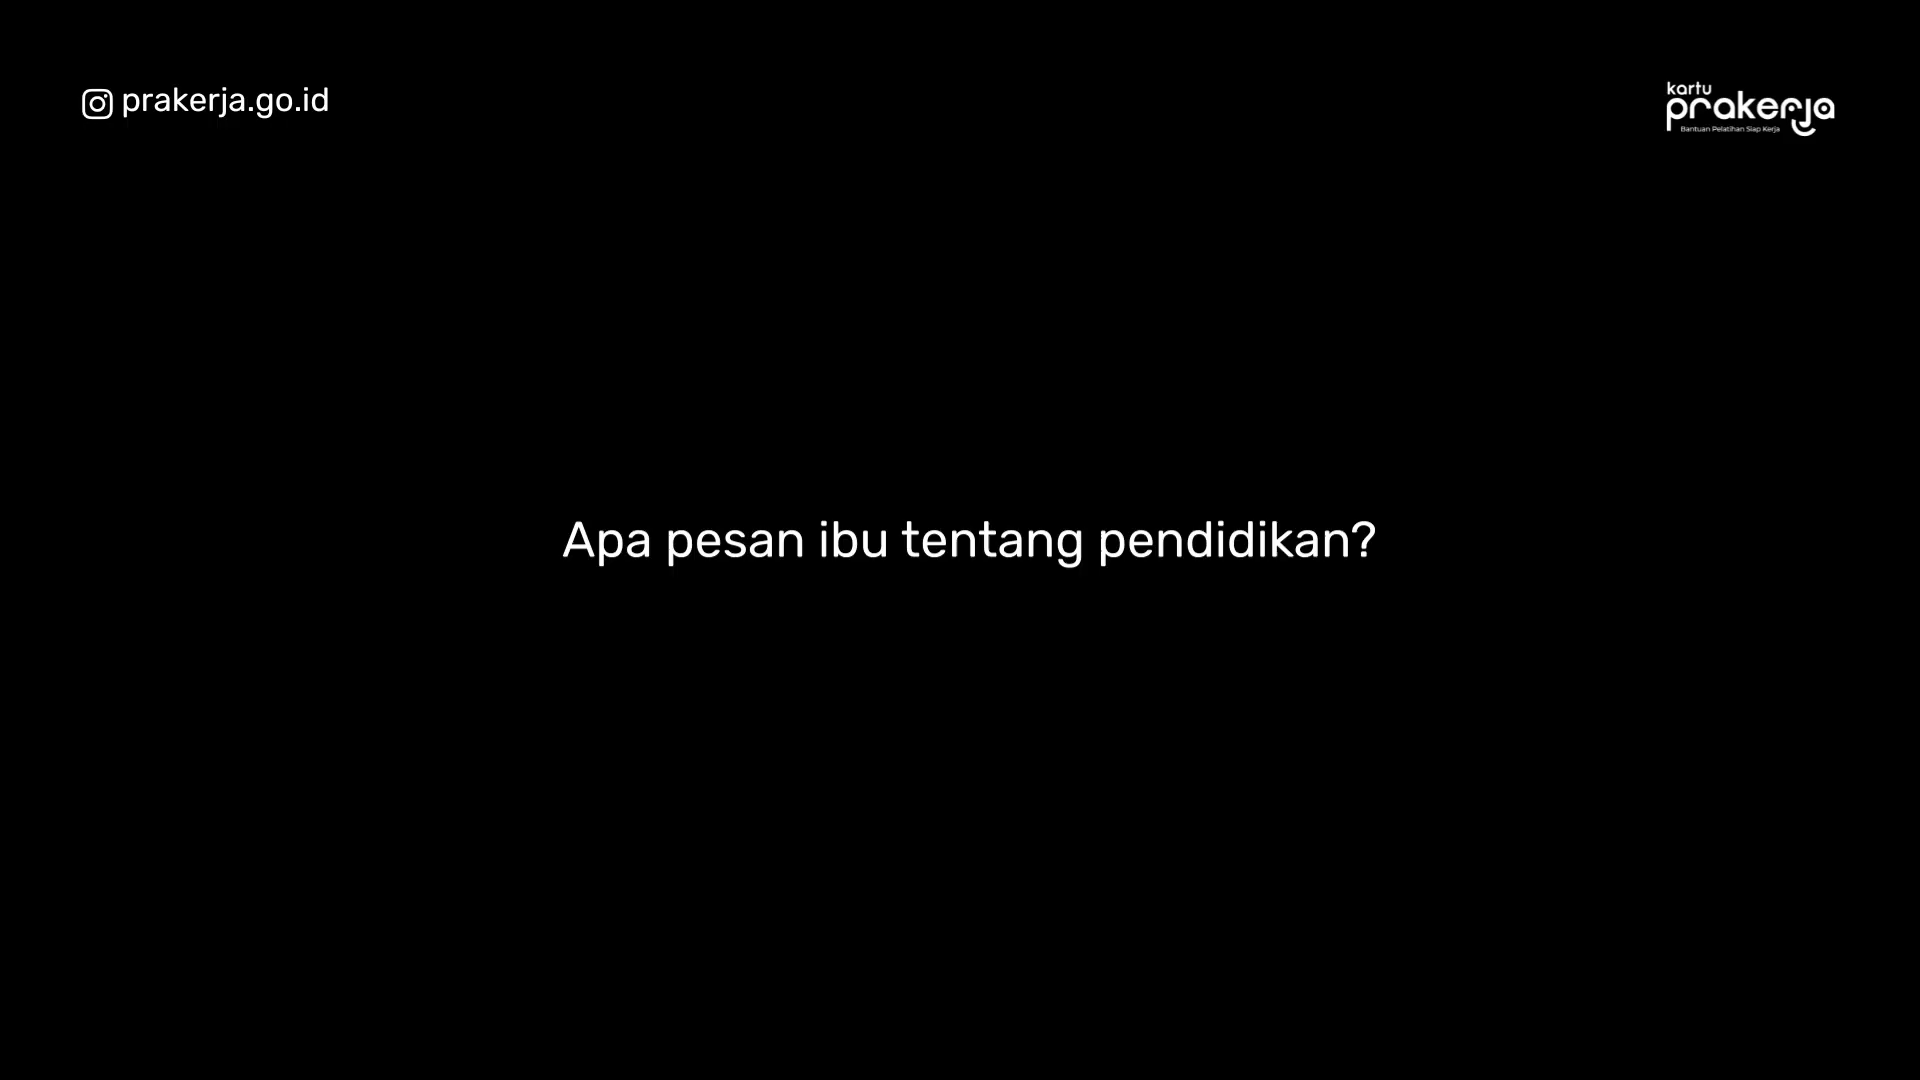 prakerja.go.id
kartu
prakerja
Bantuan Pelatihan Siap Kerja
Apa pesan ibu tentang pendidikan?